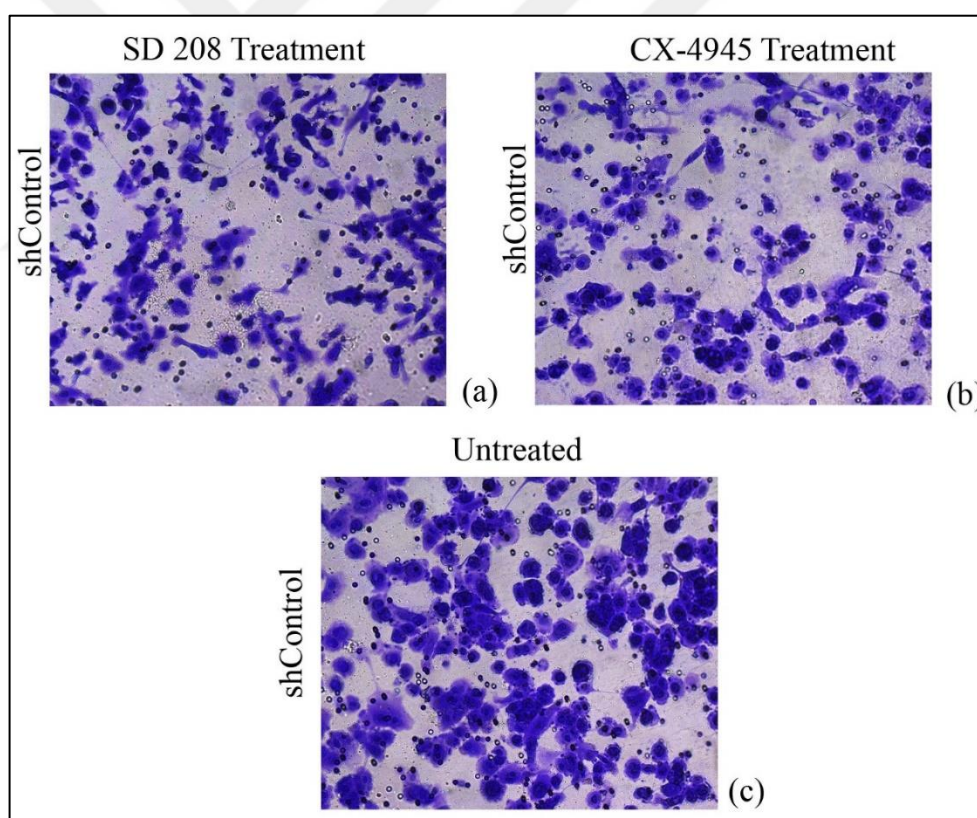 SD 208 Treatment
CX-4945 Treatment
shControl
shControl
(a)
(b)
Untreated
shControl
(c)